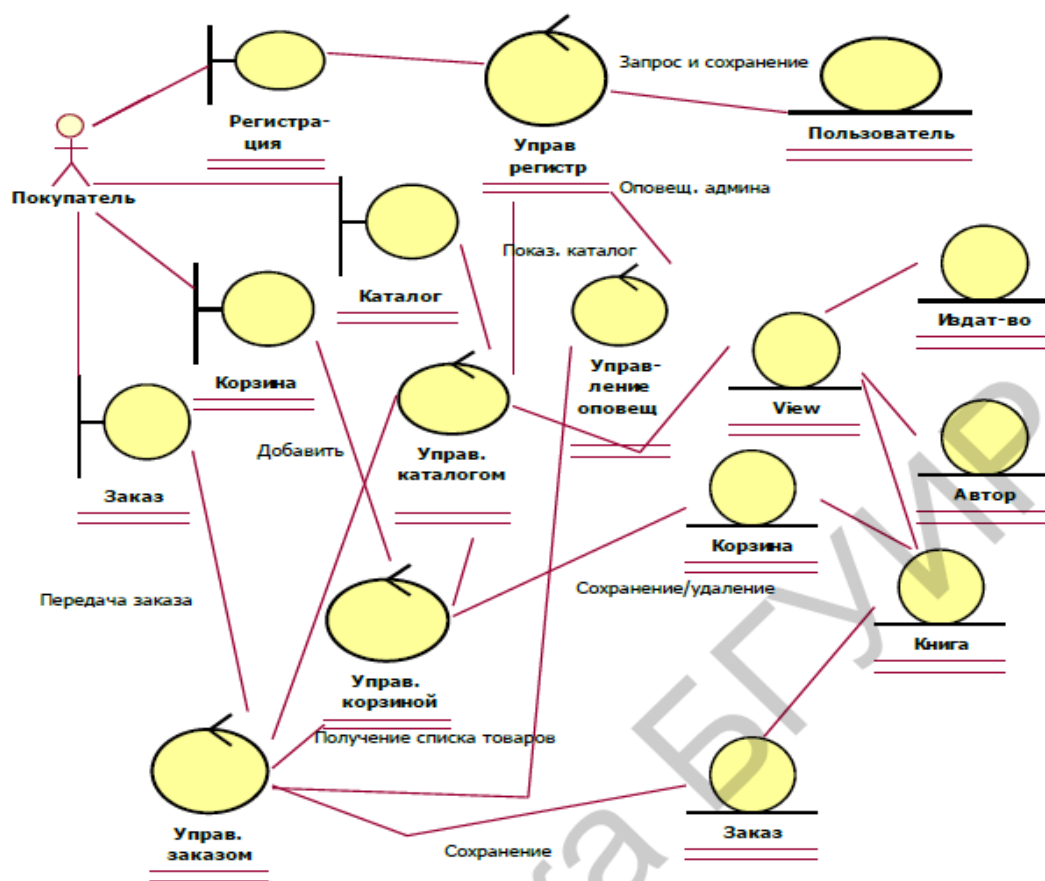 Запрос и сохранение
Регистра-
ция
Управ
регистр
Пользователь
Покупатель
Оповещ. админа
Показ. каталог
Каталог
Издат-во
Корзина
Управ-
ление
оповещ
View
Добавить
Управ.
каталогом
Заказ
Автор
Корзина
Сохранение/удаление
Передача заказа
Книга
Управ.
корзиной
Получение списка товаров
Управ.
заказом
Заказ
Сохранение
БГУИР